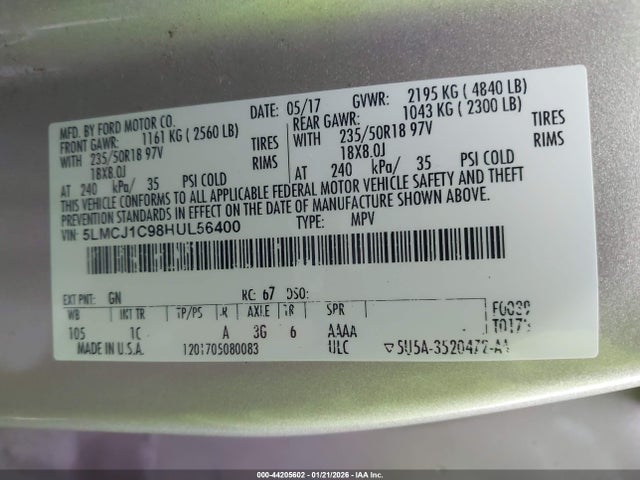 MFD. BY FORD MOTOR CO. DATE: 05/17 GVWR: 2195 KG ( 4840 LB)
FRONT GAWR: 1161 KG ( 2560 LB) REAR GAWR: 1043 KG ( 2300 LB)
WITH 235/50R18 97V TIRES WITH 235/50R18 97V TIRES
18X8.0J RIMS 18X8.0J RIMS
AT 240 kPa/ 35 PSI COLD AT 240 kPa/ 35 PSI COLD
THIS VEHICLE CONFORMS TO ALL APPLICABLE FEDERAL MOTOR VEHICLE SAFETY AND THEFT
PREVENTION STANDARDS IN EFFECT ON THE DATE OF MANUFACTURE SHOWN ABOVE.
VIN: 5LMCJ1C98HUL56400 TYPE: MPV
EXT PNT: GN RC: 67 DSO:
WB INT TR TP/PS R AXLE TR SPR
105 1C A 3G 6 AAAA
MADE IN U.S.A. 1201705080083 ULC
000-44205602 - 01/21/2026 - IAA Inc.